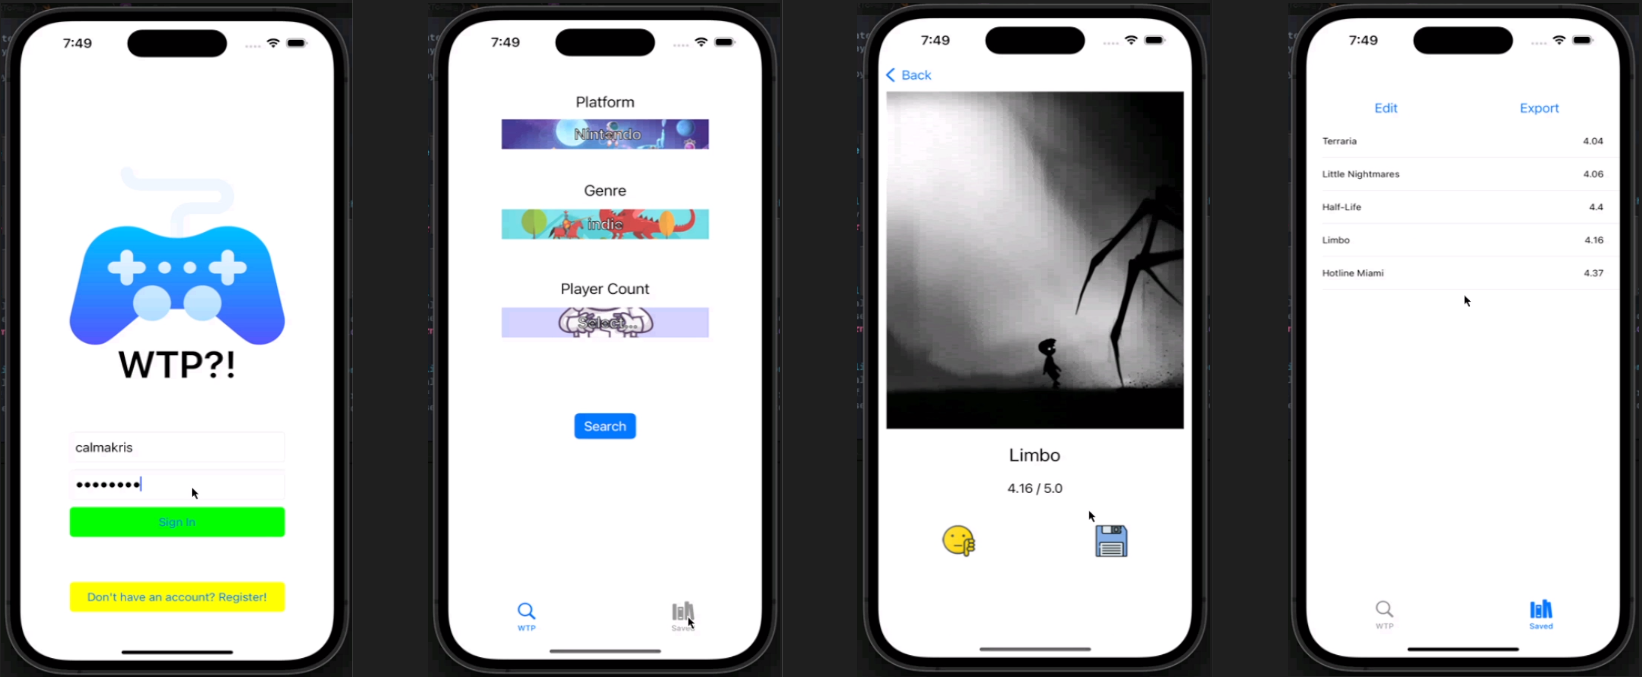 7:49
WTP?!
calmakris
••••••••
Sign In
Don't have an account? Register!
7:49
Platform
Nintendo
Genre
indie
Player Count
Select...
Search
WTP
Saved
7:49
Back
Limbo
4.16 / 5.0
7:49
Edit Export
Terraria 4.04
Little Nightmares 4.06
Half-Life 4.4
Limbo 4.16
Hotline Miami 4.37
WTP
Saved